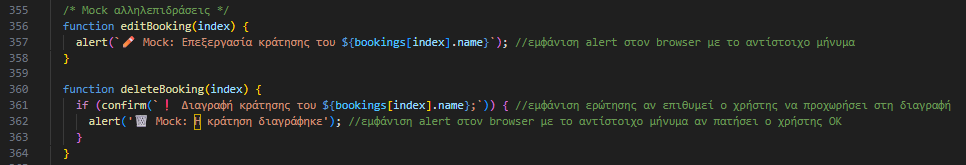 355 /* Mock αλληλεπιδράσεις */
356 function editBooking(index) {
357 alert(`✏️ Mock: Επεξεργασία κράτησης του ${bookings[index].name}`); //εμφάνιση alert στον browser με το αντίστοιχο μήνυμα
358 }
359
360 function deleteBooking(index) {
361 if (confirm(`❗ Διαγραφή κράτησης του ${bookings[index].name};`)) { //εμφάνιση ερώτησης αν επιθυμεί ο χρήστης να προχωρήσει στη διαγραφή
362 alert('🗑️ Mock: Η κράτηση διαγράφηκε'); //εμφάνιση alert στον browser με το αντίστοιχο μήνυμα αν πατήσει ο χρήστης OK
363 }
364 }